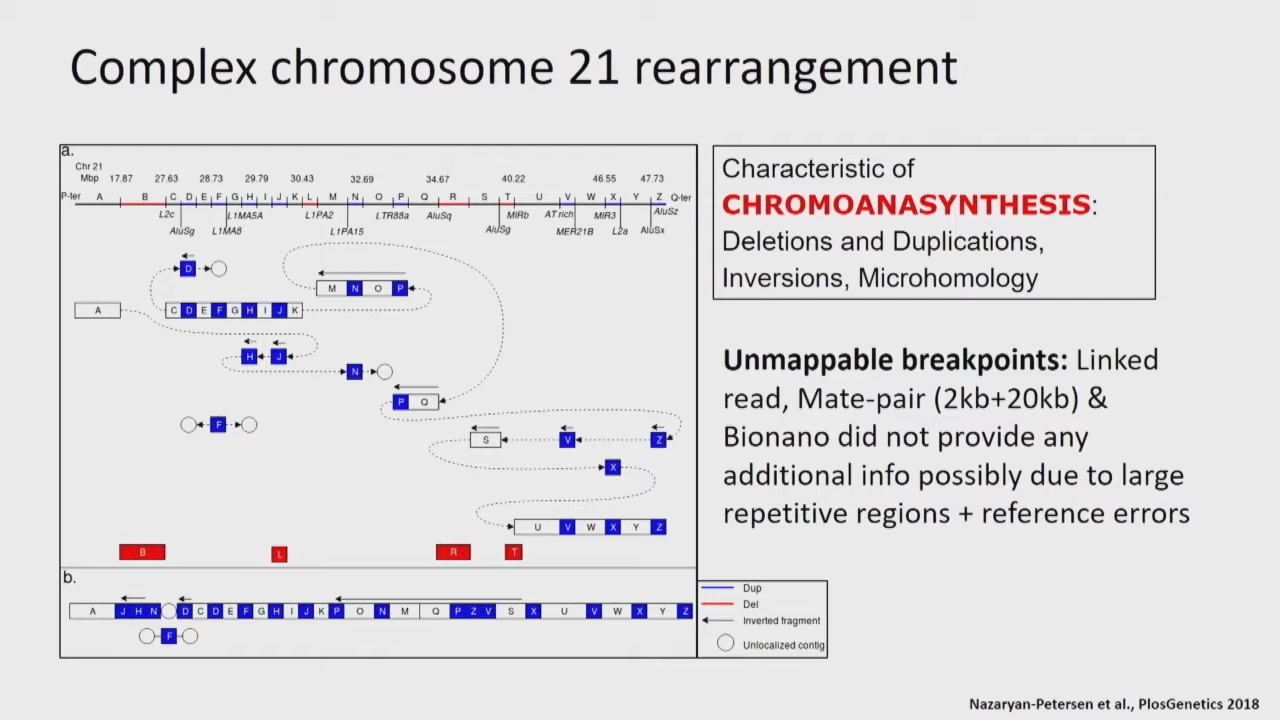 Complex chromosome 21 rearrangement
a.
Chr 21
Mbp 17.87 27.63 28.73 29.79 30.43 32.69 34.67 40.22 46.55 47.73
P-ter A B C D E F G H I J K L M N O P Q R S T U V W X Y Z Q-ter
L2c L1MA5A L1PA2 LTR88a AluSq MIRb AT rich MIR3 AluSz
AluSg L1MA8 L1PA15 AluSg MER21B L2a AluSx
D
M N O P
A C D E F G H I J K
H J
N
P Q
F
S V Z
X
U V W X Y Z
B L R T
b.
A J H N D C D E F G H I J K P O N M Q P Z V S X U V W X Y Z
F
Dup
Del
Inverted fragment
Unlocalized contig
Characteristic of
CHROMOANASYNTHESIS:
Deletions and Duplications,
Inversions, Microhomology
Unmappable breakpoints: Linked
read, Mate-pair (2kb+20kb) &
Bionano did not provide any
additional info possibly due to large
repetitive regions + reference errors
Nazaryan-Petersen et al., PlosGenetics 2018